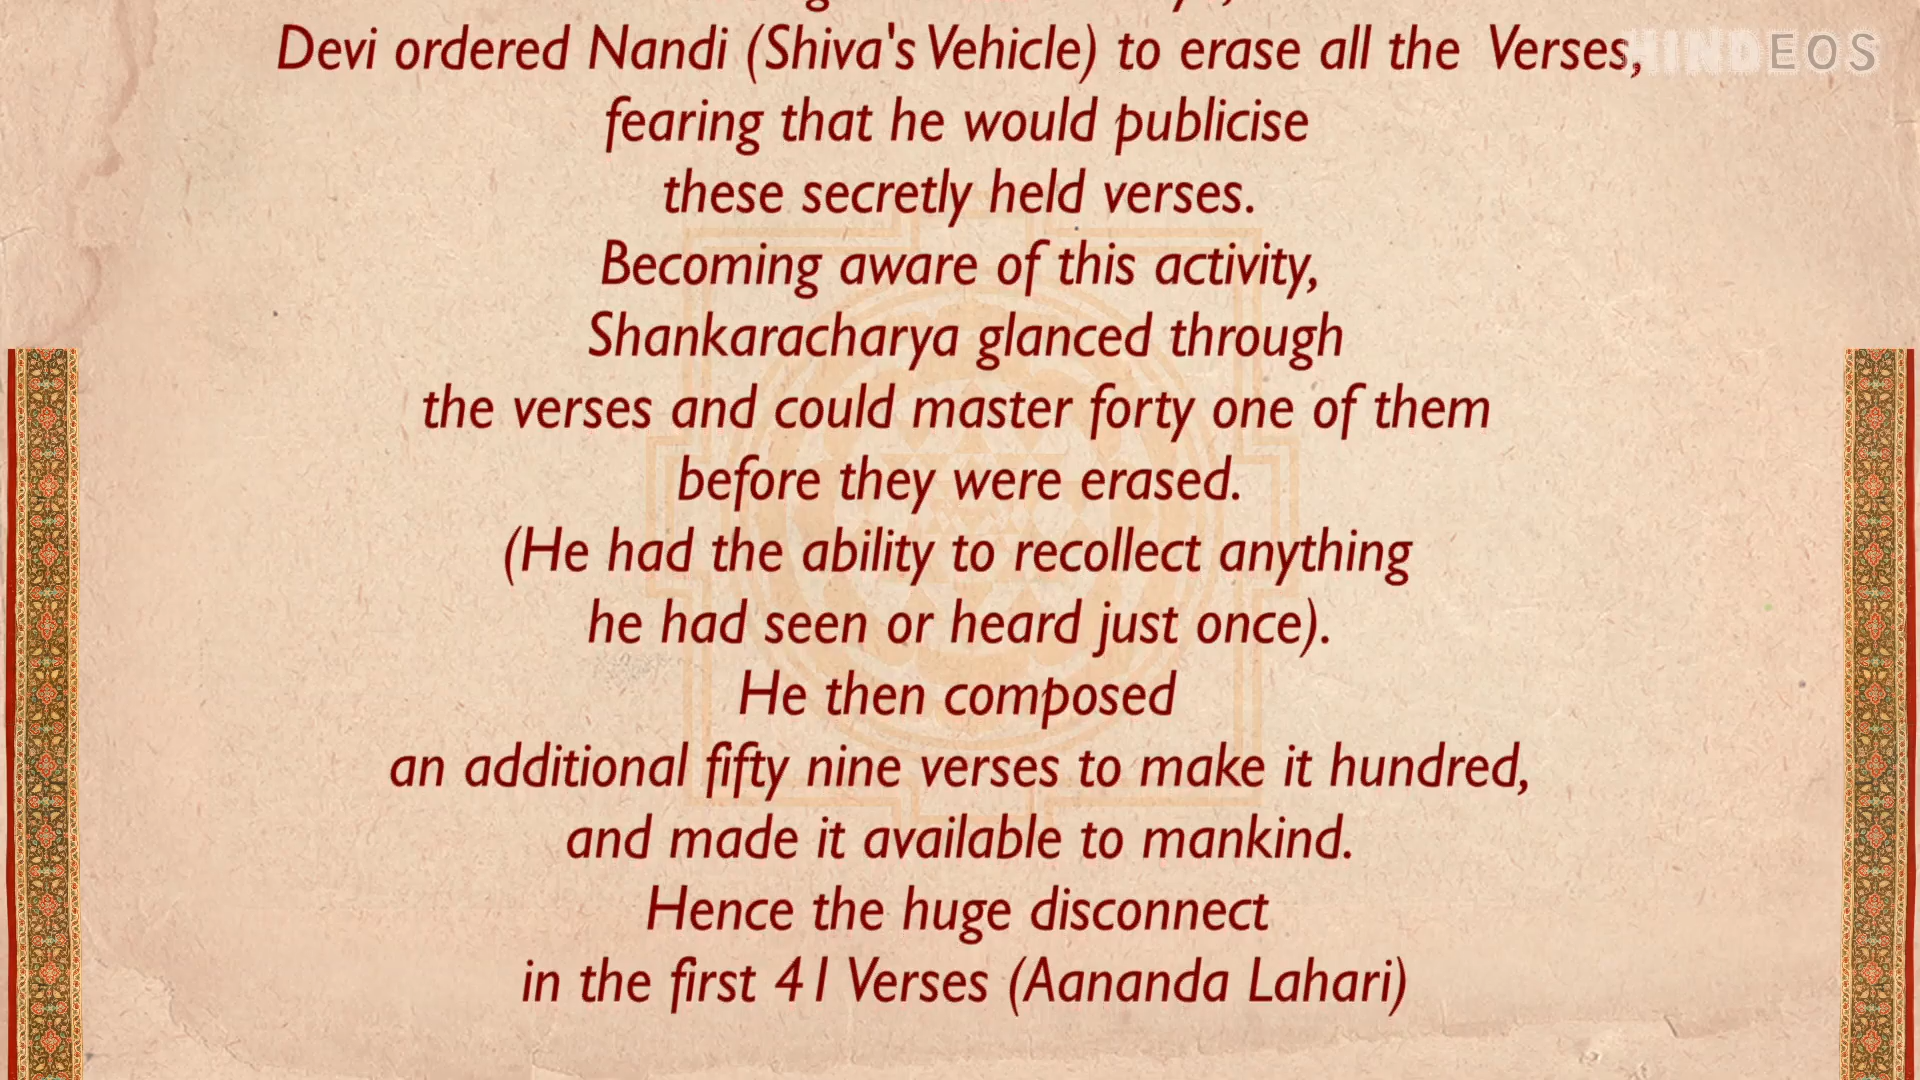 Devi ordered Nandi (Shiva's Vehicle) to erase all the Verses,
HINDEOS
fearing that he would publicise
these secretly held verses.
Becoming aware of this activity,
Shankaracharya glanced through
the verses and could master forty one of them
before they were erased.
(He had the ability to recollect anything
he had seen or heard just once).
He then composed
an additional fifty nine verses to make it hundred,
and made it available to mankind.
Hence the huge disconnect
in the first 41 Verses (Aananda Lahari)